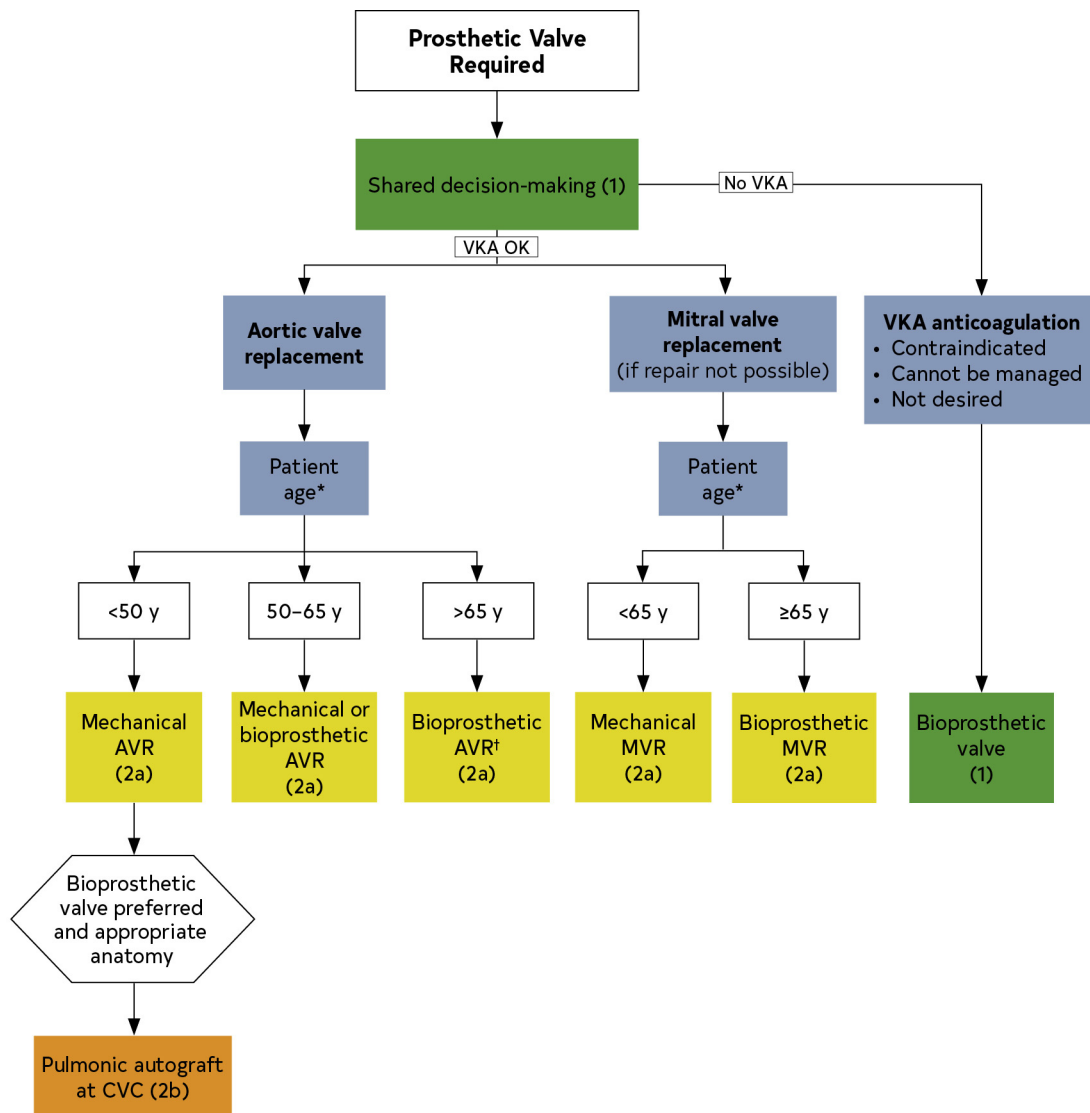 Prosthetic Valve
Required
Shared decision-making (1)
No VKA
VKA OK
Aortic valve
replacement
Mitral valve
replacement
(if repair not possible)
VKA anticoagulation
• Contraindicated
• Cannot be managed
• Not desired
Patient
age*
Patient
age*
<50 y
50–65 y
>65 y
<65 y
≥65 y
Mechanical
AVR
(2a)
Mechanical or
bioprosthetic
AVR
(2a)
Bioprosthetic
AVR†
(2a)
Mechanical
MVR
(2a)
Bioprosthetic
MVR
(2a)
Bioprosthetic
valve
(1)
Bioprosthetic
valve preferred
and appropriate
anatomy
Pulmonic autograft
at CVC (2b)